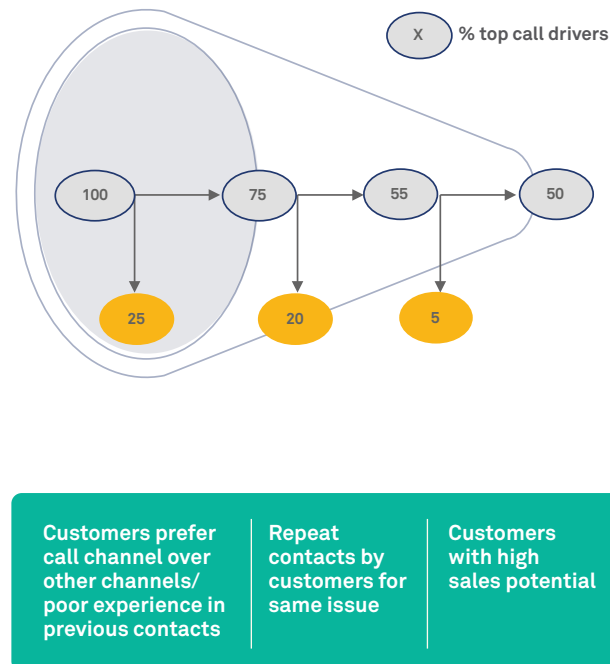 X % top call drivers
100 75 55 50
25 20 5
Customers prefer
call channel over
other channels/
poor experience in
previous contacts
Repeat
contacts by
customers for
same issue
Customers
with high
sales potential